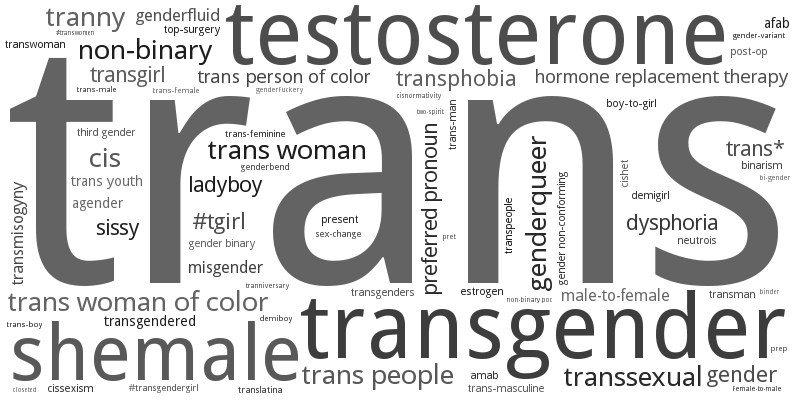 tranny
genderfluid
testosterone
afab
#transwomen
top-surgery
gender-variant
transwoman
non-binary
post-op
transgirl
trans person of color
transphobia
hormone replacement therapy
trans-male
trans-female
genderFuckery
cisnormativity
trans
boy-to-girl
two-spirit
trans-man
third gender
trans-feminine
trans*
cis
trans woman
genderbend
binarism
trans youth
ladyboy
cishet
bi-gender
agender
demigirl
transmisogyny
sissy
#tgirl
present
sex-change
preferred pronoun
pret
transpeople
genderqueer
gender non-conforming
dysphoria
neutrois
gender binary
misgender
tranniversary
transgenders
estrogen
non-binary poc
male-to-female
transman
binder
trans woman of color
transgender
trans-boy
transgendered
demiboy
shemale
prep
trans people
amab
transsexual
gender
closeted
cissexism
#transgendergirl
translatina
trans-masculine
Female-to-male